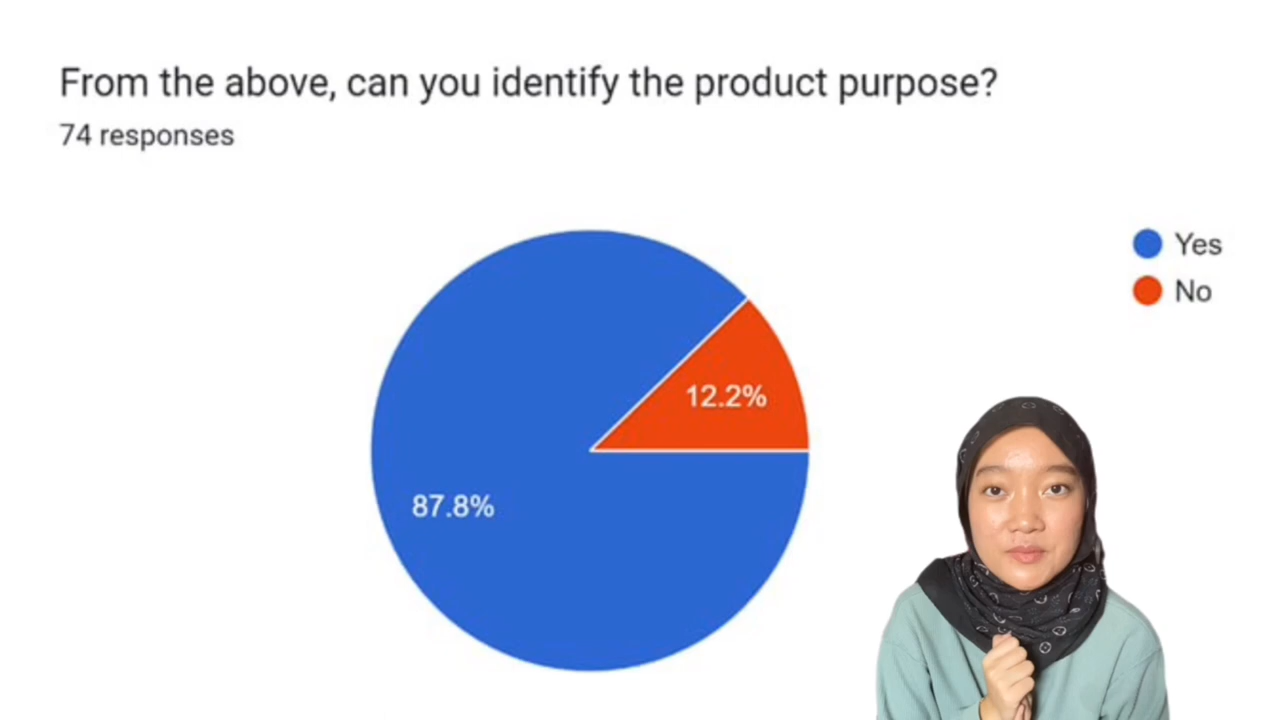 From the above, can you identify the product purpose?
74 responses
Yes
No
12.2%
87.8%